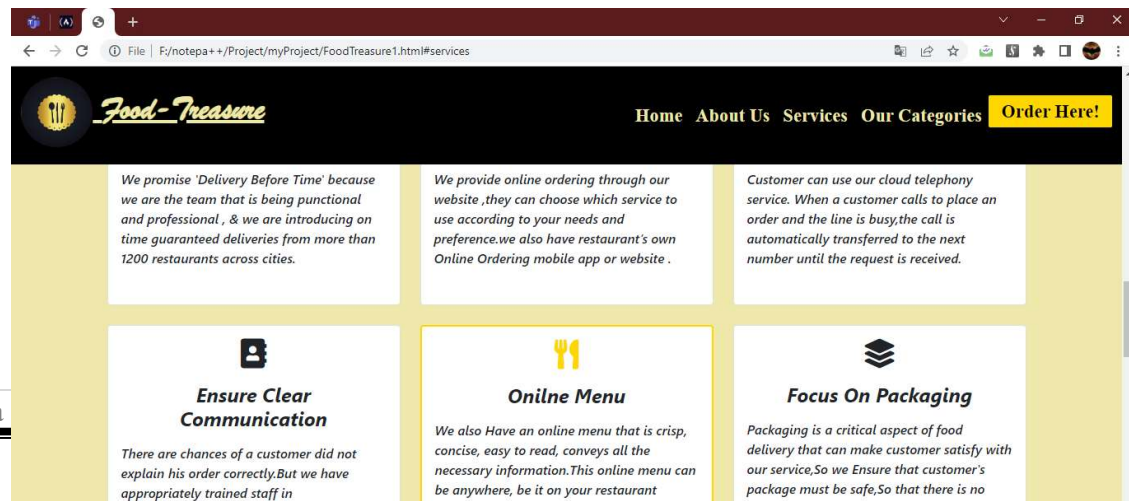 File | F:/notepa++/Project/myProject/FoodTreasure1.html#services
Food-Treasure
Home About Us Services Our Categories Order Here!
We promise 'Delivery Before Time' because
we are the team that is being punctional
and professional , & we are introducing on
time guaranteed deliveries from more than
1200 restaurants across cities.
We provide online ordering through our
website ,they can choose which service to
use according to your needs and
preference.we also have restaurant's own
Online Ordering mobile app or website .
Customer can use our cloud telephony
service. When a customer calls to place an
order and the line is busy,the call is
automatically transferred to the next
number until the request is received.
Ensure Clear
Communication
There are chances of a customer did not
explain his order correctly.But we have
appropriately trained staff in
Onilne Menu
We also Have an online menu that is crisp,
concise, easy to read, conveys all the
necessary information.This online menu can
be anywhere, be it on your restaurant
Focus On Packaging
Packaging is a critical aspect of food
delivery that can make customer satisfy with
our service,So we Ensure that customer's
package must be safe,So that there is no